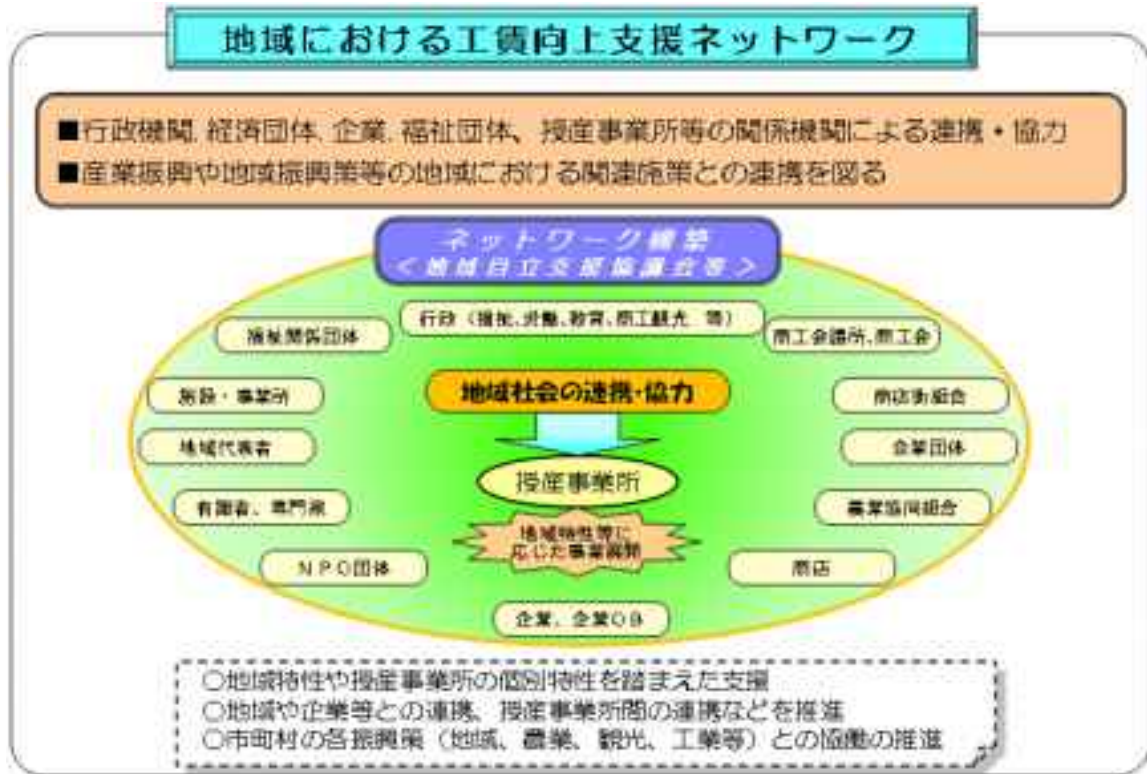 地域における工賃向上支援ネットワーク
■行政機関、経済団体、企業、福祉団体、授産事業所等の関係機関による連携・協力
■産業振興や地域振興策等の地域における関連施策との連携を図る
ネットワーク構築
＜地域自立支援協議会等＞
行政（福祉、労働、教育、商工観光　等）
福祉関係団体
商工会議所、商工会
施設・事業所
地域社会の連携・協力
商店街組合
地域代表者
企業団体
授産事業所
有識者、専門家
農業協同組合
地域特性等に
応じた事業展開
ＮＰＯ団体
商店
企業、企業ＯＢ
○地域特性や授産事業所の個別特性を踏まえた支援
○地域や企業等との連携、授産事業所間の連携などを推進
○市町村の各振興策（地域、農業、観光、工業等）との協働の推進